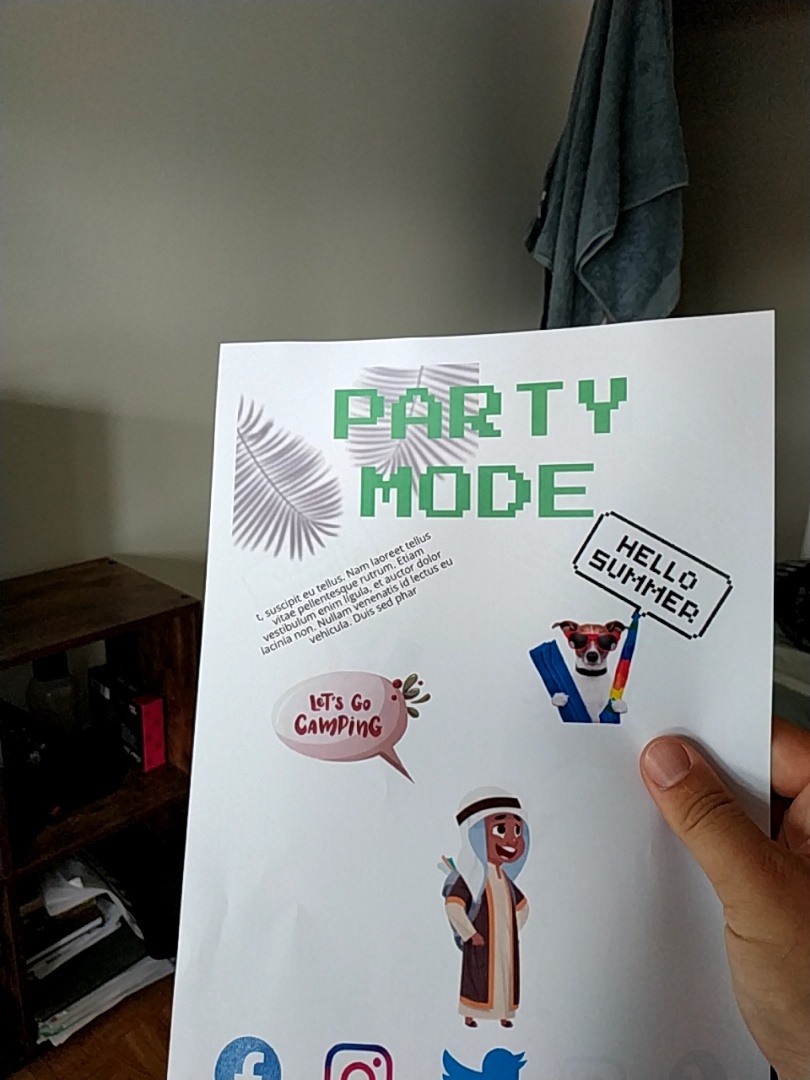 PARTY
MODE
HELLO
SUMMER
t, suscipit eu tellus. Nam laoreet tellus
vitae pellentesque rutrum. Etiam
vestibulum enim ligula, et auctor dolor
lacinia non. Nullam venenatis id lectus eu
vehicula. Duis sed phar
LeT's Go
CAMPiNG